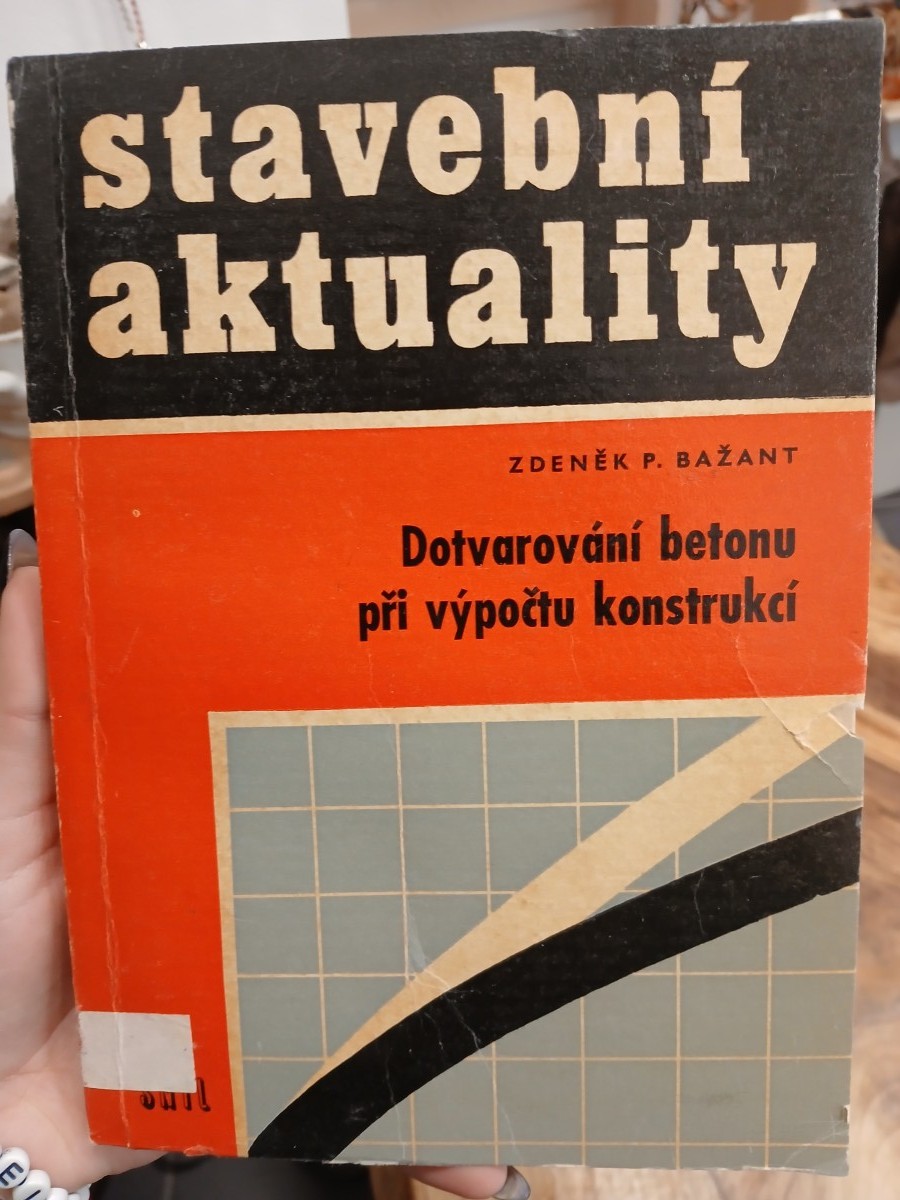 stavební
aktuality
ZDENĚK P. BAŽANT
Dotvarování betonu
při výpočtu konstrukcí